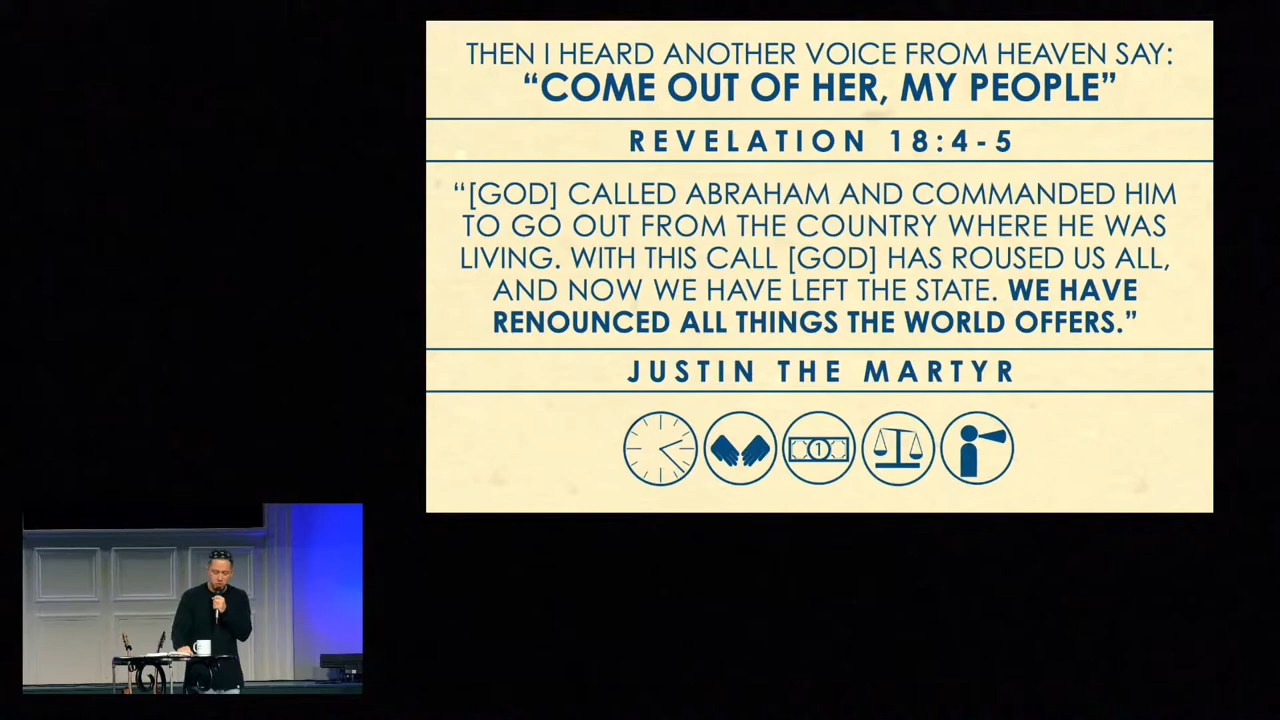 THEN I HEARD ANOTHER VOICE FROM HEAVEN SAY:
“COME OUT OF HER, MY PEOPLE”
REVELATION 18:4-5
“[GOD] CALLED ABRAHAM AND COMMANDED HIM
TO GO OUT FROM THE COUNTRY WHERE HE WAS
LIVING. WITH THIS CALL [GOD] HAS ROUSED US ALL,
AND NOW WE HAVE LEFT THE STATE. WE HAVE
RENOUNCED ALL THINGS THE WORLD OFFERS.”
JUSTIN THE MARTYR
1